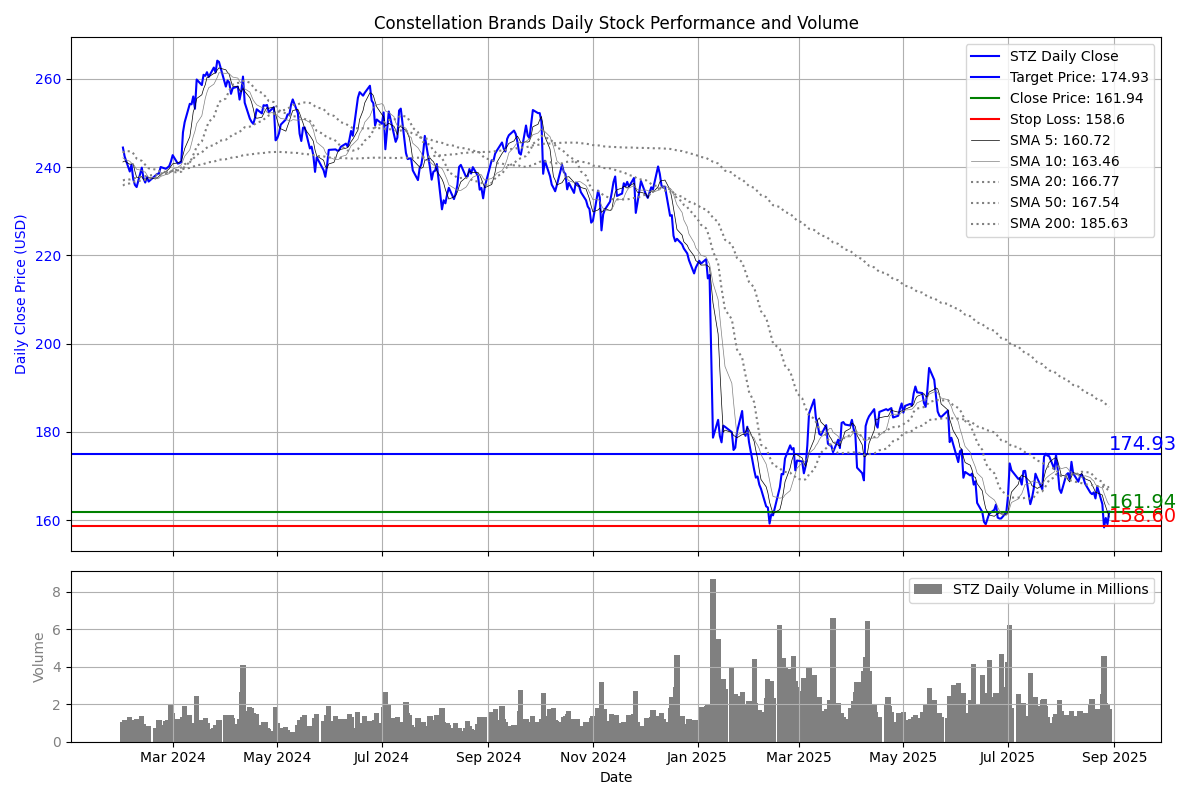 Constellation Brands Daily Stock Performance and Volume
Daily Close Price (USD)
260
240
220
200
180
160
STZ Daily Close
Target Price: 174.93
Close Price: 161.94
Stop Loss: 158.6
SMA 5: 160.72
SMA 10: 163.46
SMA 20: 166.77
SMA 50: 167.54
SMA 200: 185.63
174.93
161.94
158.60
Volume
8
6
4
2
0
STZ Daily Volume in Millions
Mar 2024 May 2024 Jul 2024 Sep 2024 Nov 2024 Jan 2025 Mar 2025 May 2025 Jul 2025 Sep 2025
Date